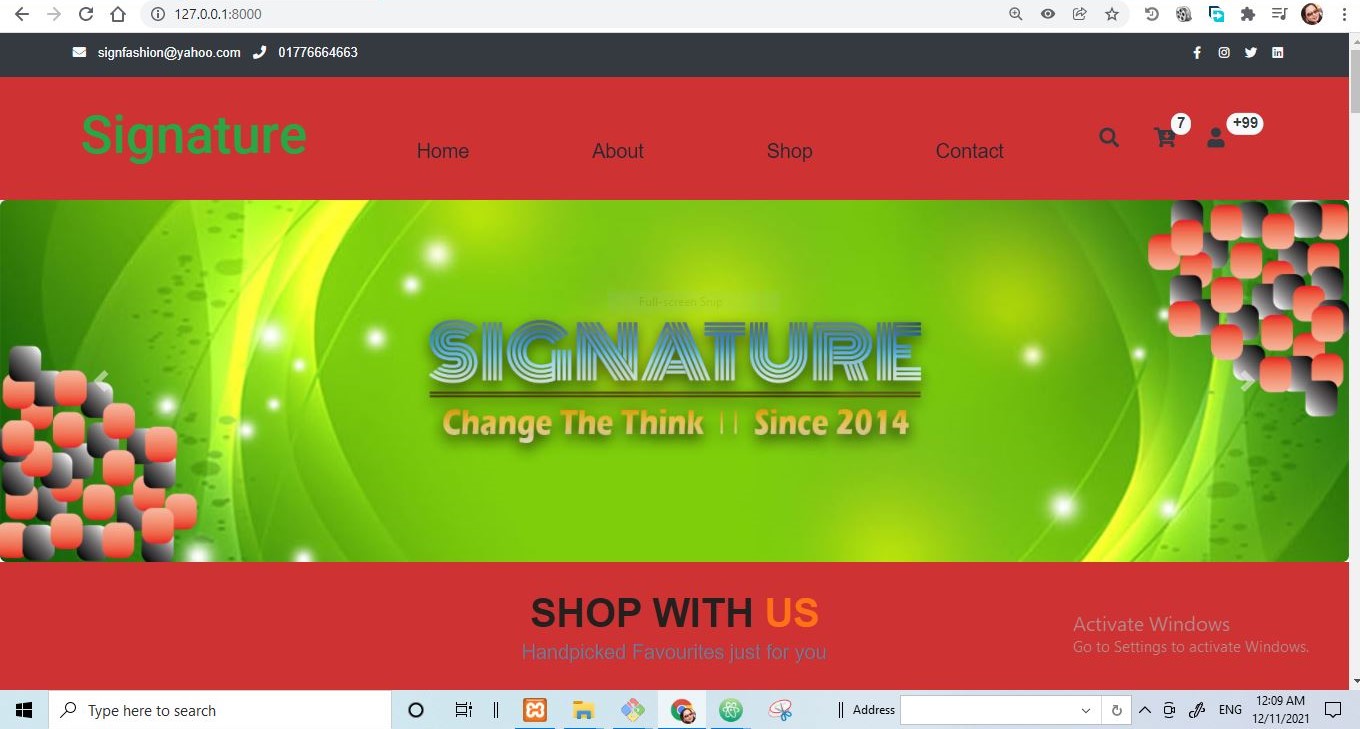 127.0.0.1:8000
signfashion@yahoo.com 01776664663
Signature
Home About Shop Contact
7 +99
Full-screen Snip
SIGNATURE
Change The Think || Since 2014
SHOP WITH US
Handpicked Favourites just for you
Activate Windows
Go to Settings to activate Windows.
Type here to search
Address
ENG
12:09 AM
12/11/2021